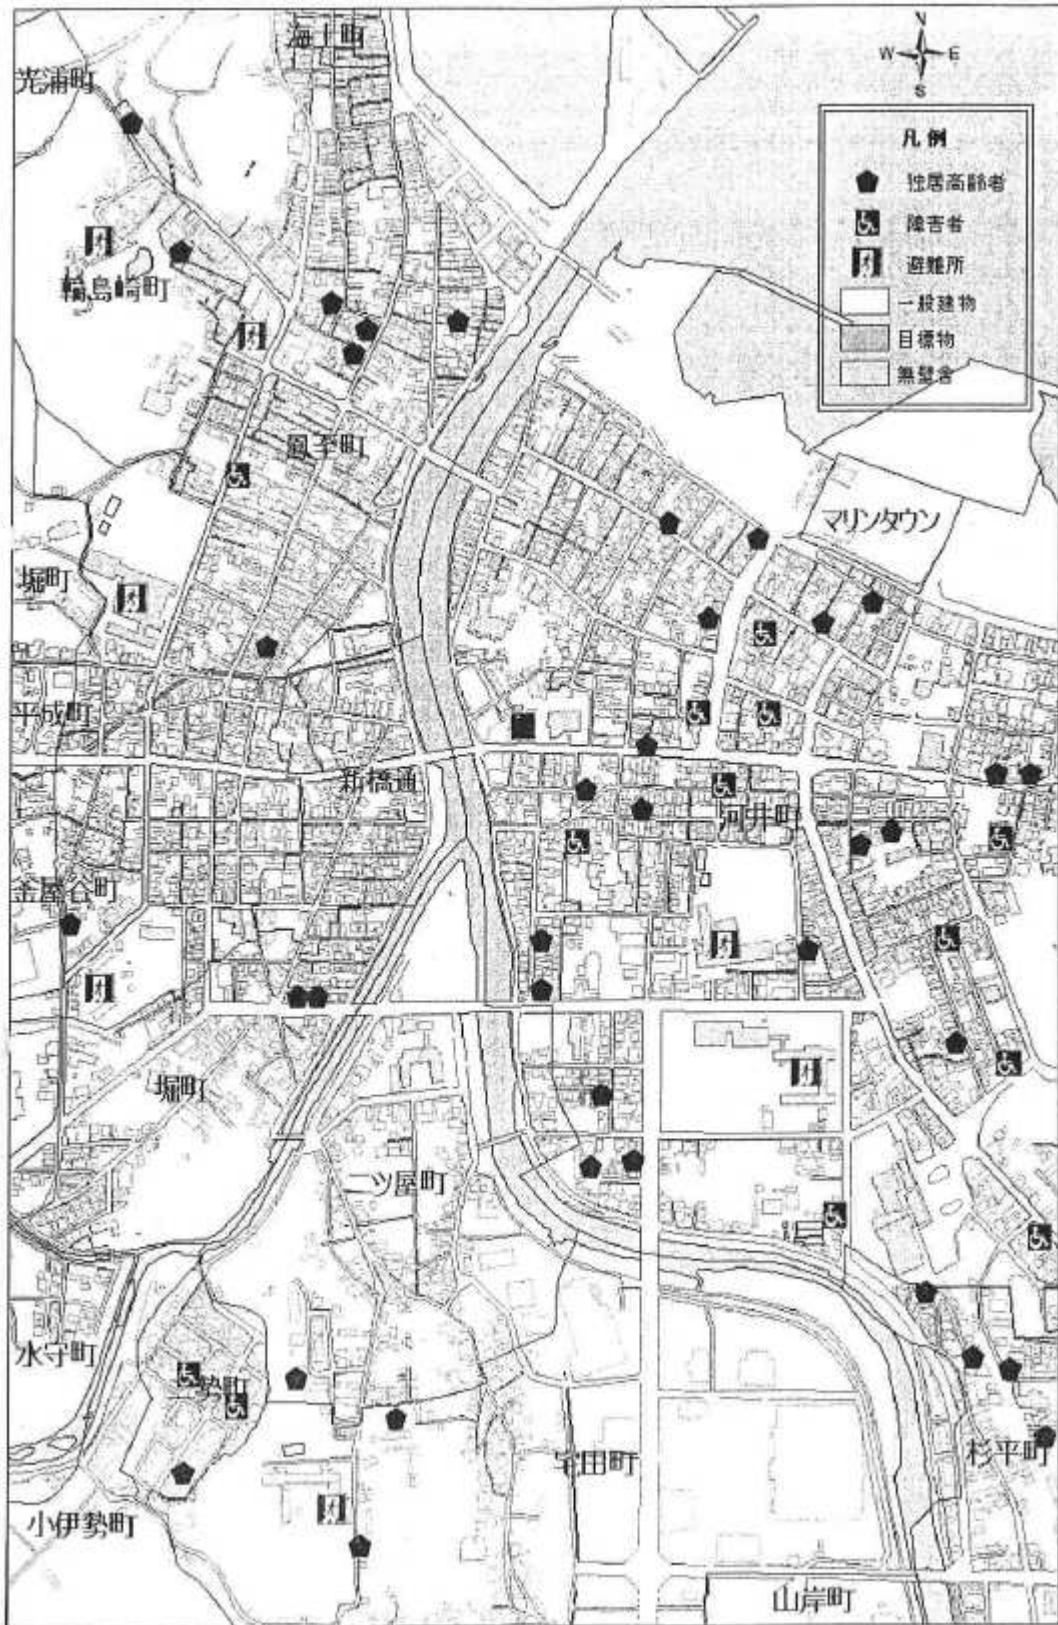 海士町
光浦町
N
W E
S
凡例
独居高齢者
障害者
避難所
一般建物
目標物
無壁舎
輪島崎町
鳳至町
マリンタウン
堀町
平成町
新橋通
河井町
釜屋谷町
堀町
二ツ屋町
水守町
勢町
宅田町
杉平町
小伊勢町
山岸町